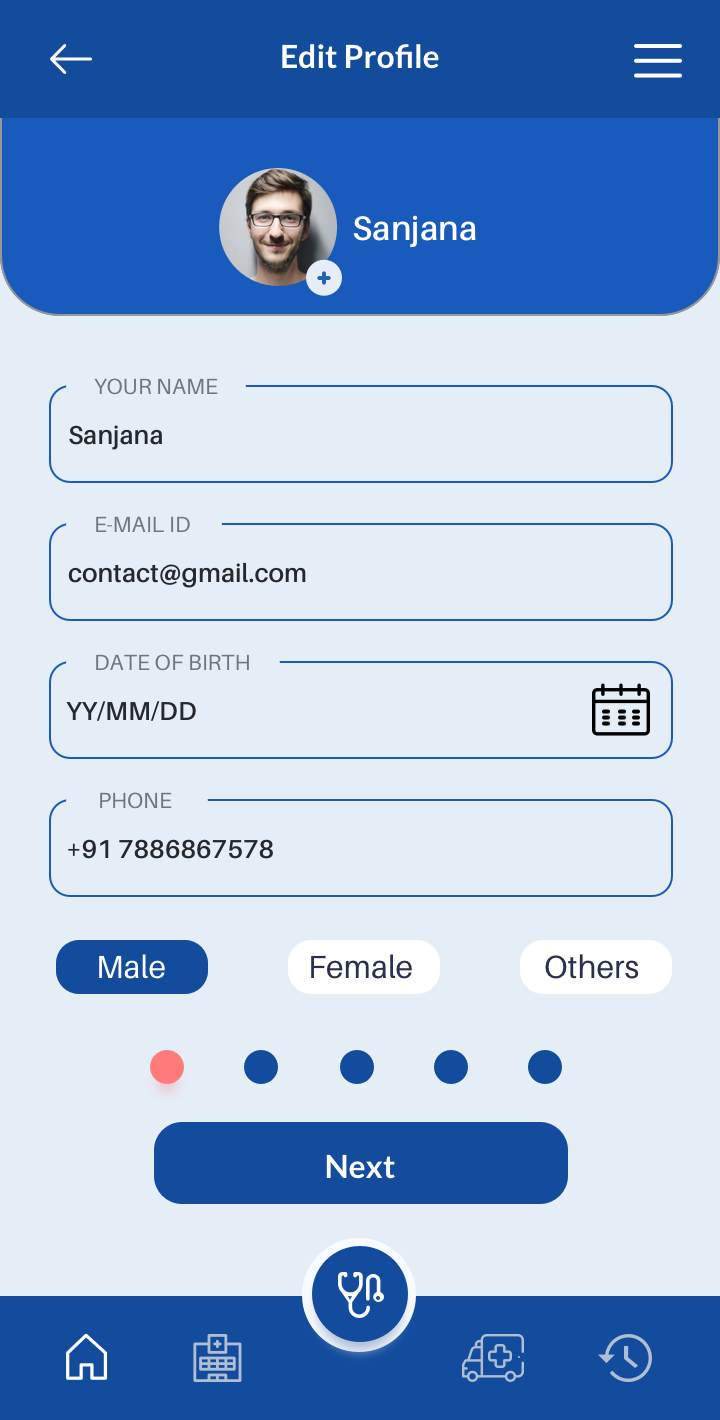 Edit Profile
Sanjana
YOUR NAME
Sanjana
E-MAIL ID
contact@gmail.com
DATE OF BIRTH
YY/MM/DD
PHONE
+91 7886867578
Male Female Others
Next